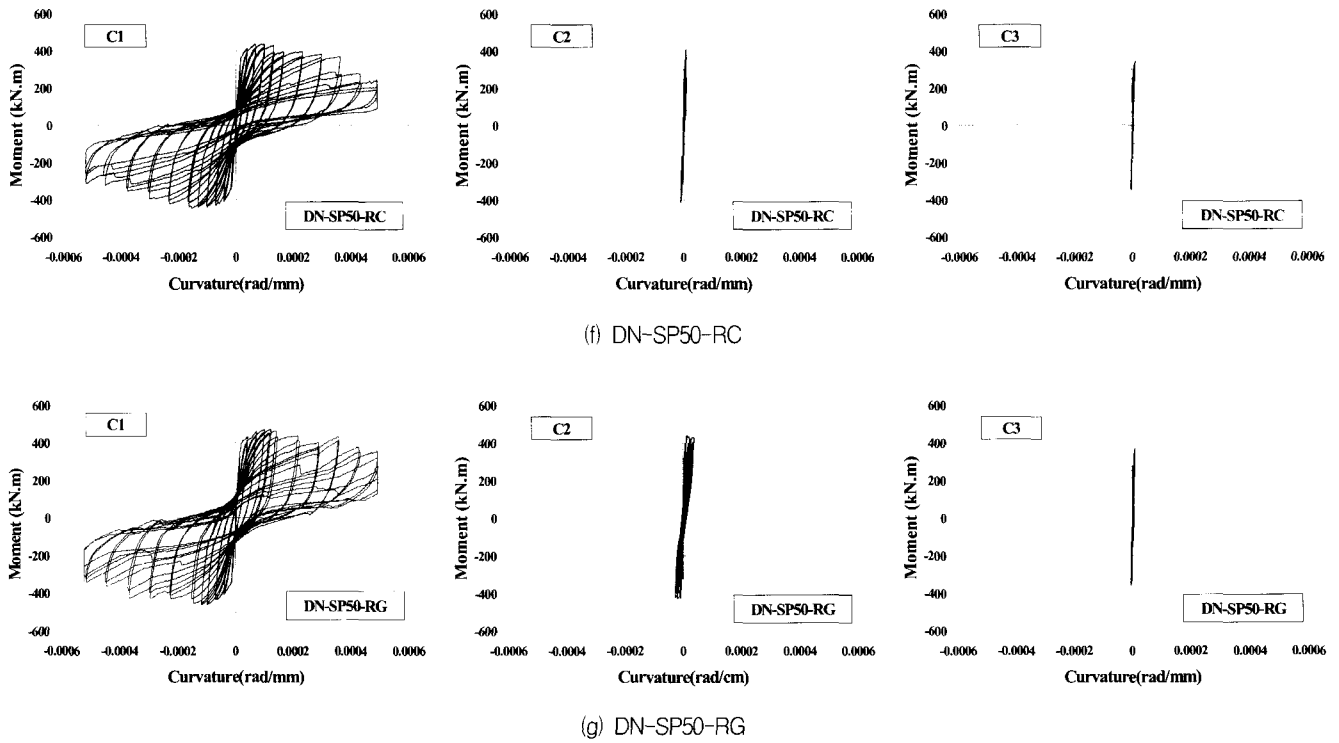 600
400
200
0
-200
-400
-600
Moment (kN.m)
C1
DN-SP50-RC
-0.0006 -0.0004 -0.0002 0 0.0002 0.0004 0.0006
Curvature(rad/mm)
600
400
200
0
-200
-400
-600
Moment (kN.m)
C2
DN-SP50-RC
-0.0006 -0.0004 -0.0002 0 0.0002 0.0004 0.0006
Curvature(rad/mm)
600
400
200
0
-200
-400
-600
Moment (kN.m)
C3
DN-SP50-RC
-0.0006 -0.0004 -0.0002 0 0.0002 0.0004 0.0006
Curvature(rad/mm)
(f) DN-SP50-RC
600
400
200
0
-200
-400
-600
Moment (kN.m)
C1
DN-SP50-RG
-0.0006 -0.0004 -0.0002 0 0.0002 0.0004 0.0006
Curvature(rad/mm)
600
400
200
0
-200
-400
-600
Moment (kN.m)
C2
DN-SP50-RG
-0.0006 -0.0004 -0.0002 0 0.0002 0.0004 0.0006
Curvature(rad/cm)
600
400
200
0
-200
-400
-600
Moment (kN.m)
C3
DN-SP50-RG
-0.0006 -0.0004 -0.0002 0 0.0002 0.0004 0.0006
Curvature(rad/mm)
(g) DN-SP50-RG